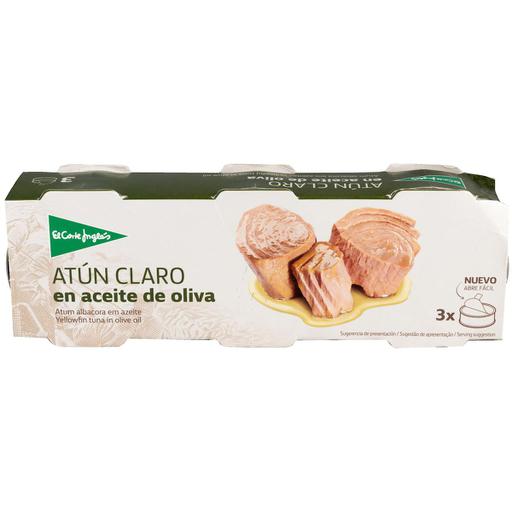 3
ATÚN CLARO
en aceite de oliva
El Corte Inglés
ATÚN CLARO
en aceite de oliva
Atum albacora em azeite
Yellowfin tuna in olive oil
NUEVO
ABRE FÁCIL
3x
Sugerencia de presentación / Sugestão de apresentação / Serving suggestion